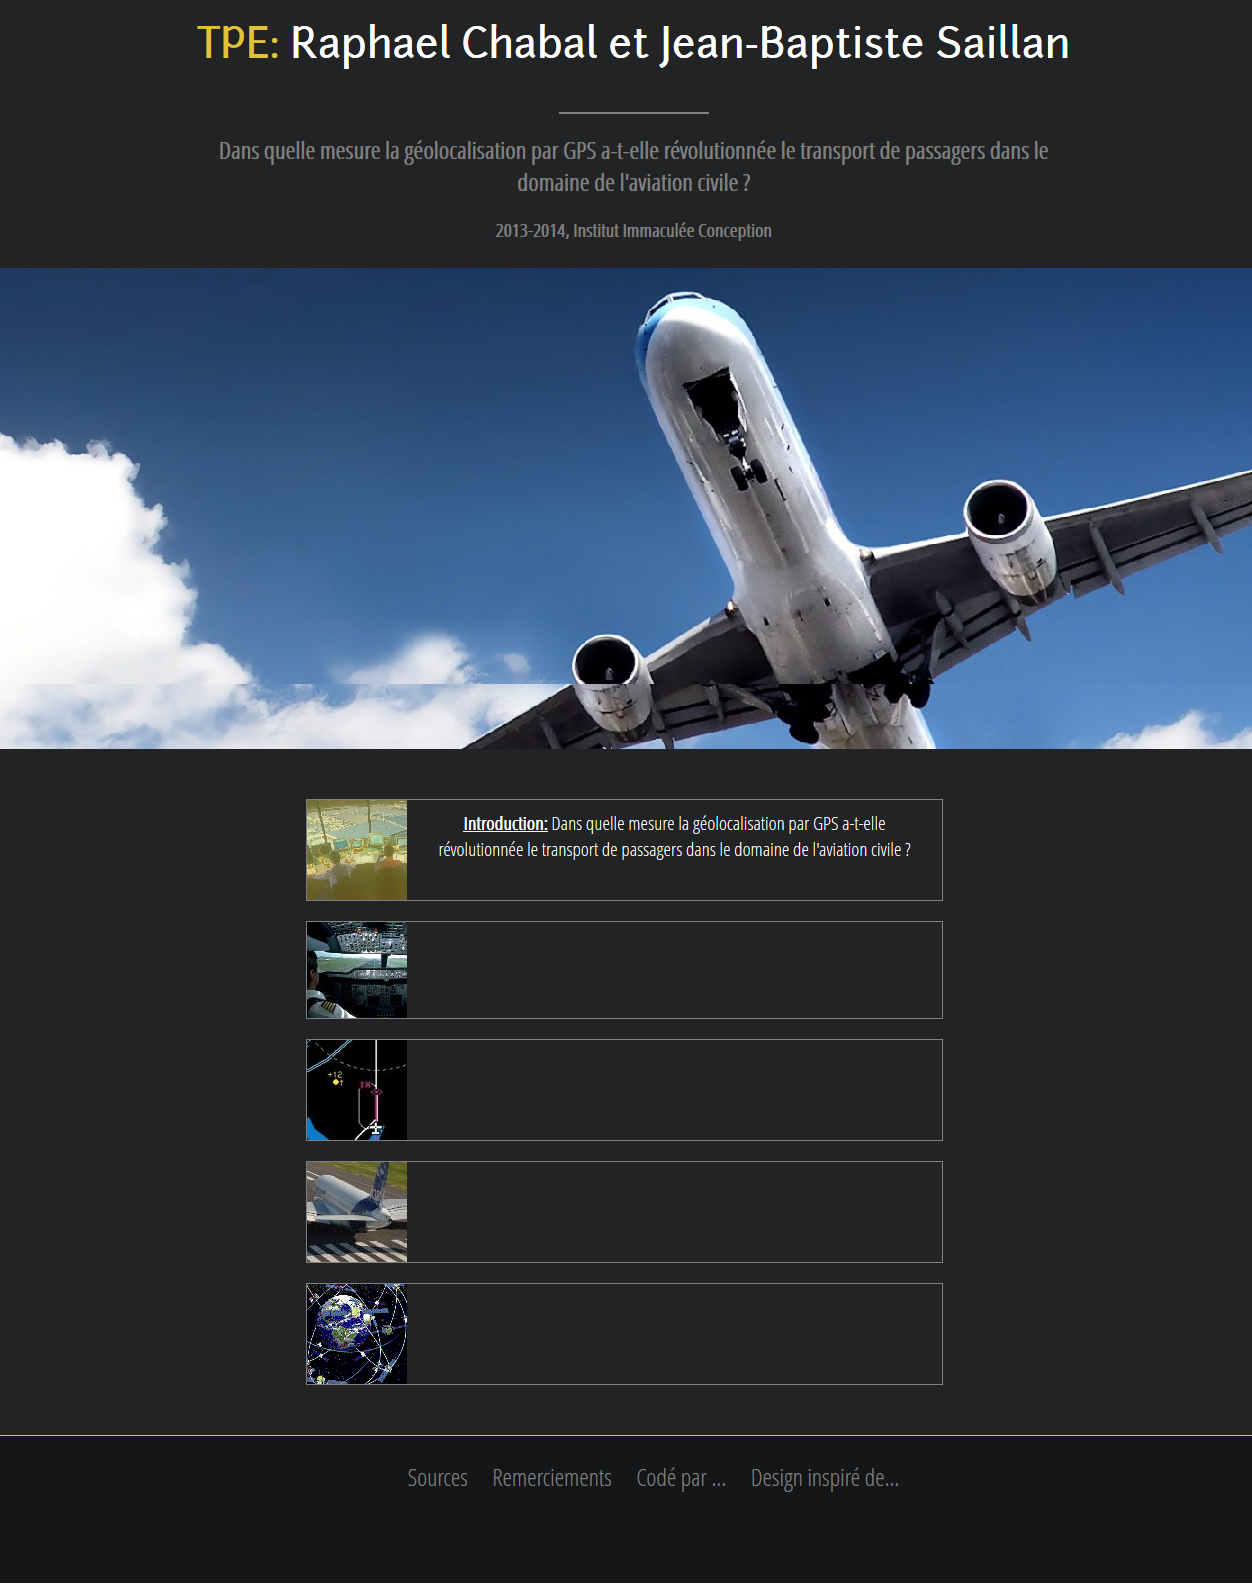 TPE: Raphael Chabal et Jean-Baptiste Saillan
Dans quelle mesure la géolocalisation par GPS a-t-elle révolutionnée le transport de passagers dans le
domaine de l'aviation civile ?
2013-2014, Institut Immaculée Conception
Introduction: Dans quelle mesure la géolocalisation par GPS a-t-elle
révolutionnée le transport de passagers dans le domaine de l'aviation civile ?
+12
Sources Remerciements Codé par ... Design inspiré de...